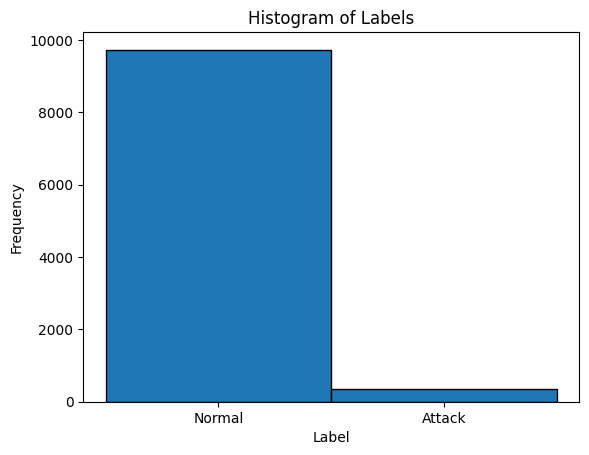 Histogram of Labels
10000
8000
6000
4000
2000
0
Frequency
Normal
Attack
Label